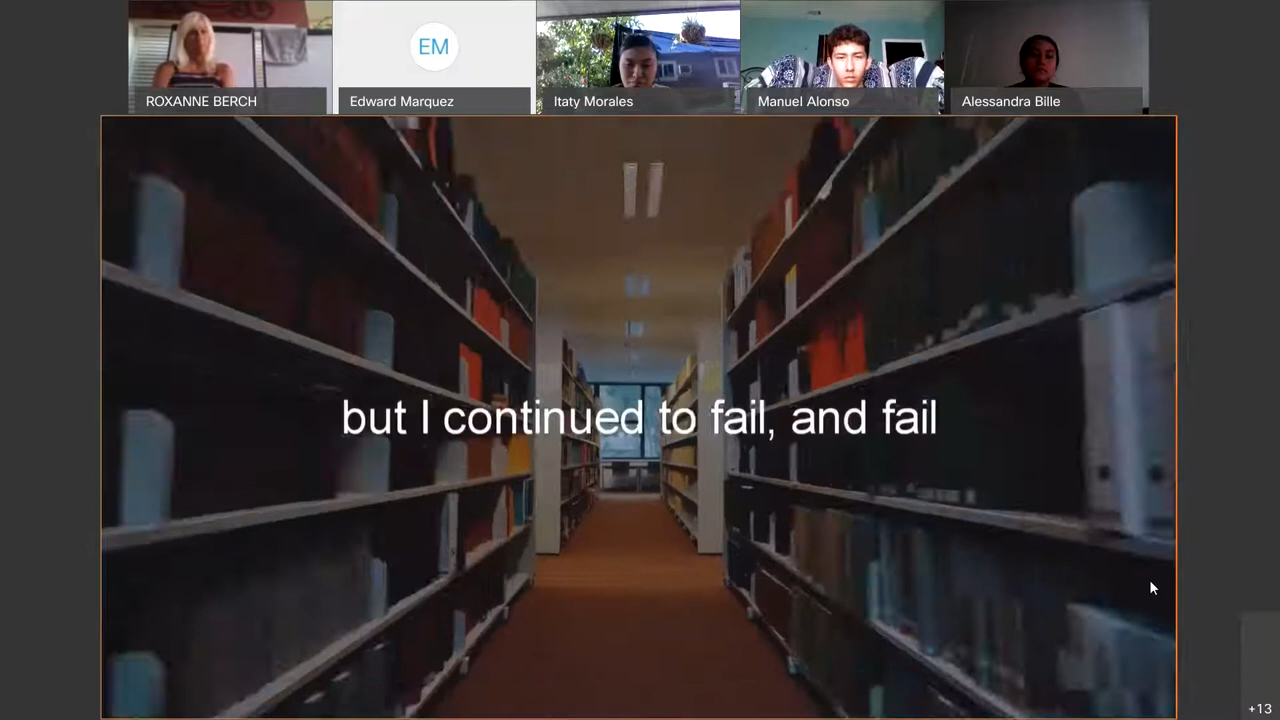 EM
ROXANNE BERCH
Edward Marquez
Itaty Morales
Manuel Alonso
Alessandra Bille
but I continued to fail, and fail
+13